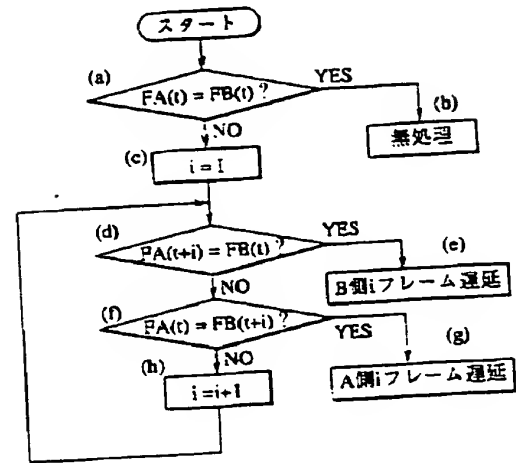 スタート
(a)
FA(t) = FB(t) ?
YES
(b)
無処理
NO
(c)
i = 1
(d)
FA(t+i) = FB(t) ?
YES
(e)
B側iフレーム遅延
NO
(f)
FA(t) = FB(t+i) ?
YES
(g)
A側iフレーム遅延
NO
(h)
i = i+1